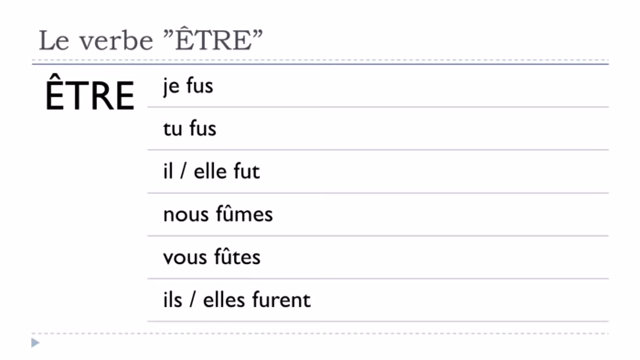 Le verbe ”ÊTRE”
ÊTRE
je fus
tu fus
il / elle fut
nous fûmes
vous fûtes
ils / elles furent